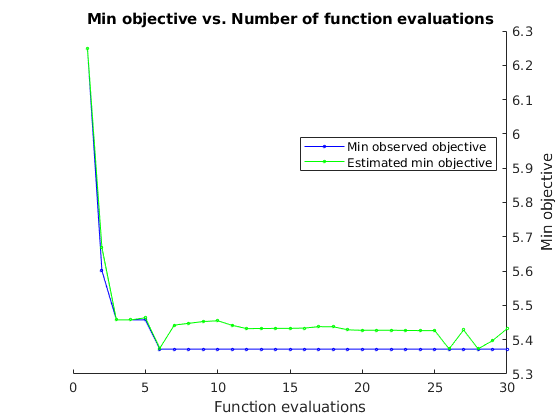 Min objective vs. Number of function evaluations
6.3
6.2
6.1
6
5.9
5.8
5.7
5.6
5.5
5.4
5.3
Min objective
Min observed objective
Estimated min objective
0 5 10 15 20 25 30
Function evaluations